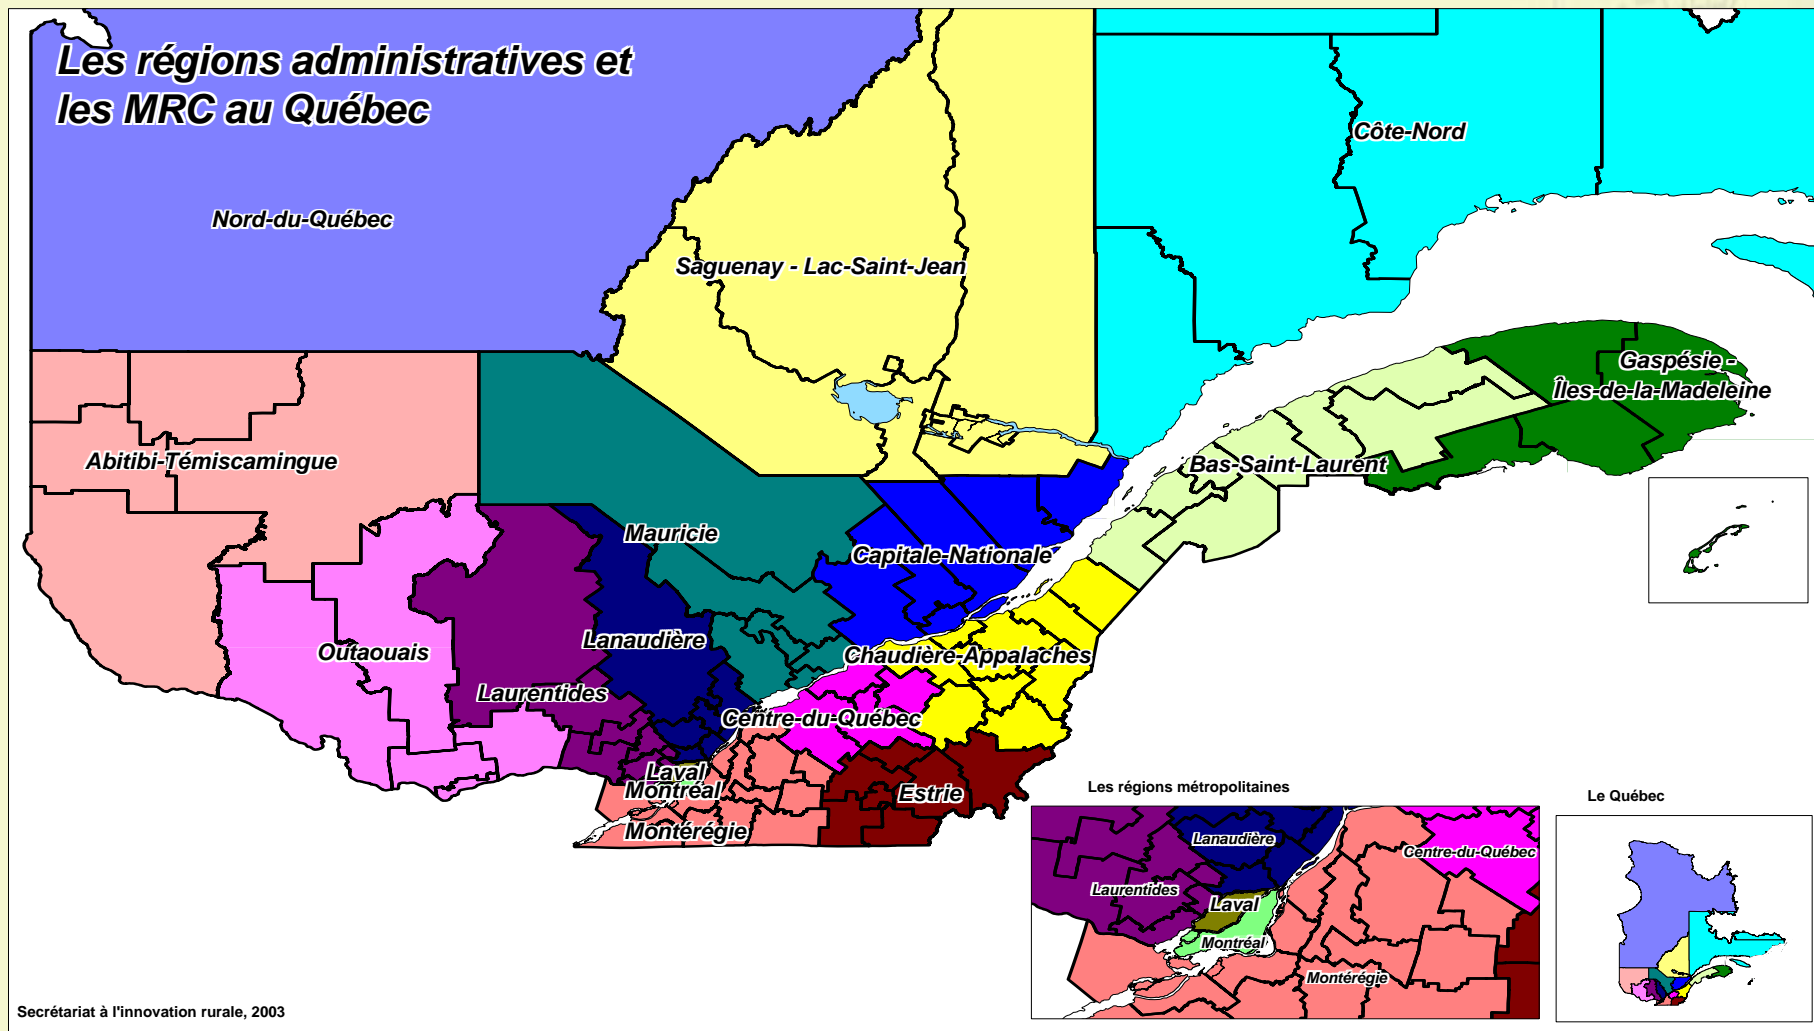 Les régions administratives et
les MRC au Québec
Côte-Nord
Nord-du-Québec
Saguenay - Lac-Saint-Jean
Gaspésie -
Îles-de-la-Madeleine
Abitibi-Témiscamingue
Bas-Saint-Laurent
Mauricie
Capitale-Nationale
Lanaudière
Outaouais
Chaudière-Appalaches
Laurentides
Centre-du-Québec
Laval
Montréal
Estrie
Montérégie
Les régions métropolitaines
Lanaudière
Centre-du-Québec
Laurentides
Laval
Montréal
Montérégie
Le Québec
Secrétariat à l'innovation rurale, 2003